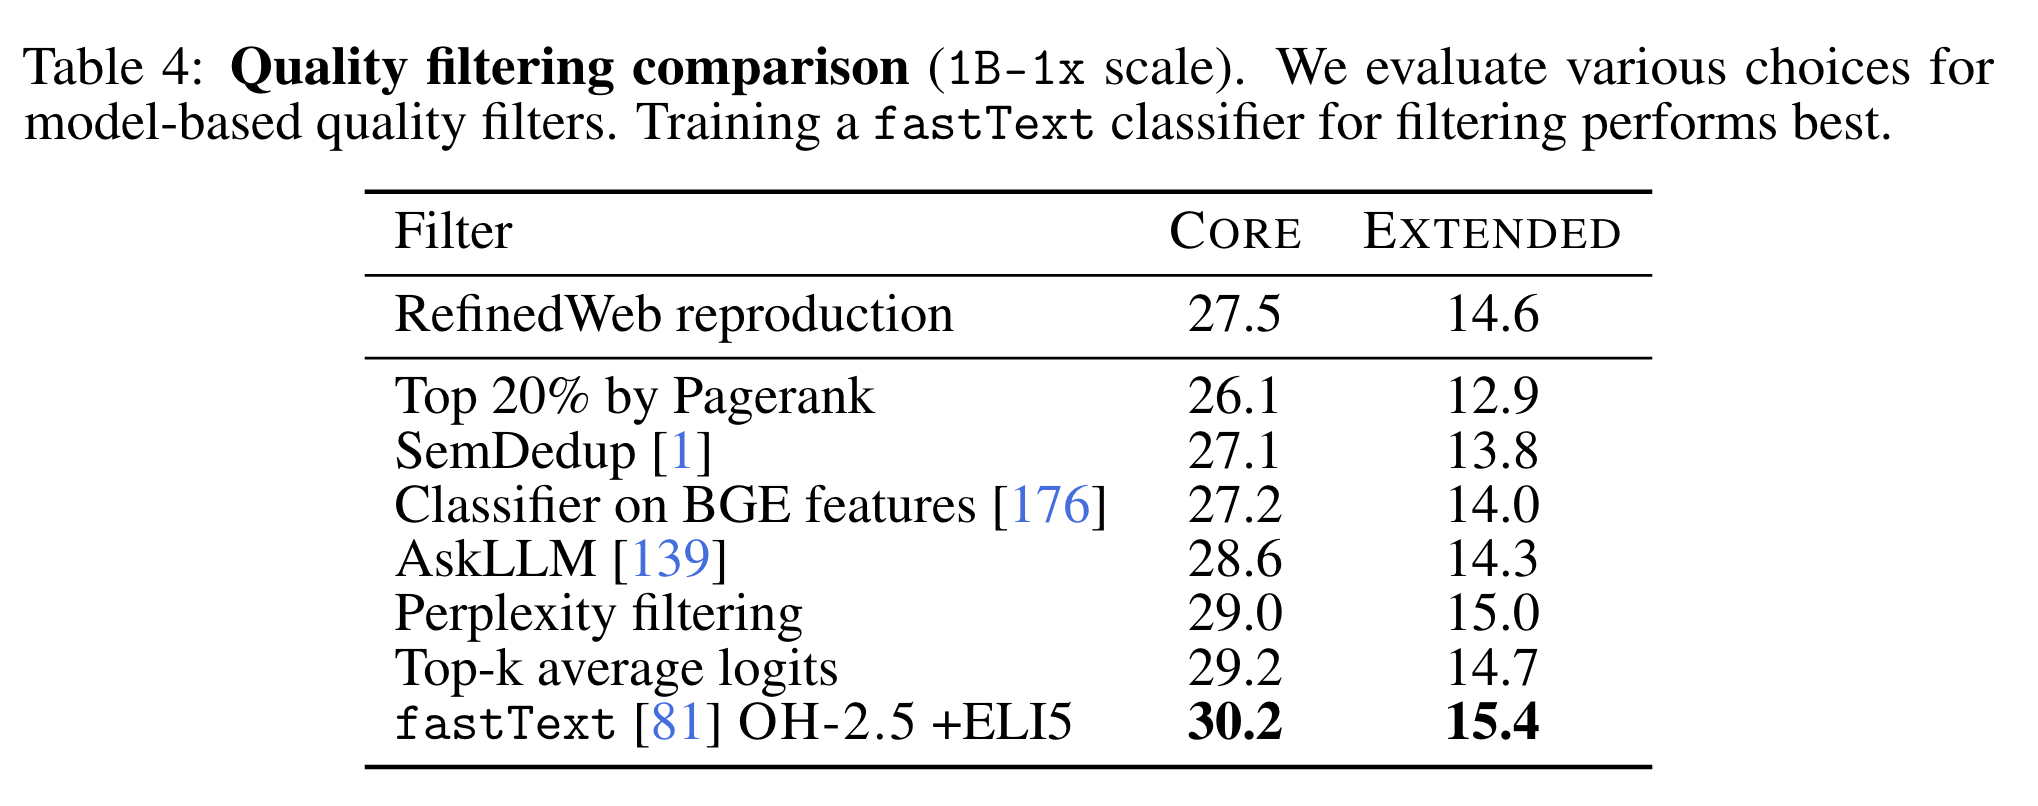 Table 4: Quality filtering comparison (1B-1x scale). We evaluate various choices for
model-based quality filters. Training a fastText classifier for filtering performs best.
Filter CORE EXTENDED
RefinedWeb reproduction 27.5 14.6
Top 20% by Pagerank 26.1 12.9
SemDedup [1] 27.1 13.8
Classifier on BGE features [176] 27.2 14.0
AskLLM [139] 28.6 14.3
Perplexity filtering 29.0 15.0
Top-k average logits 29.2 14.7
fastText [81] OH-2.5 +ELI5 30.2 15.4